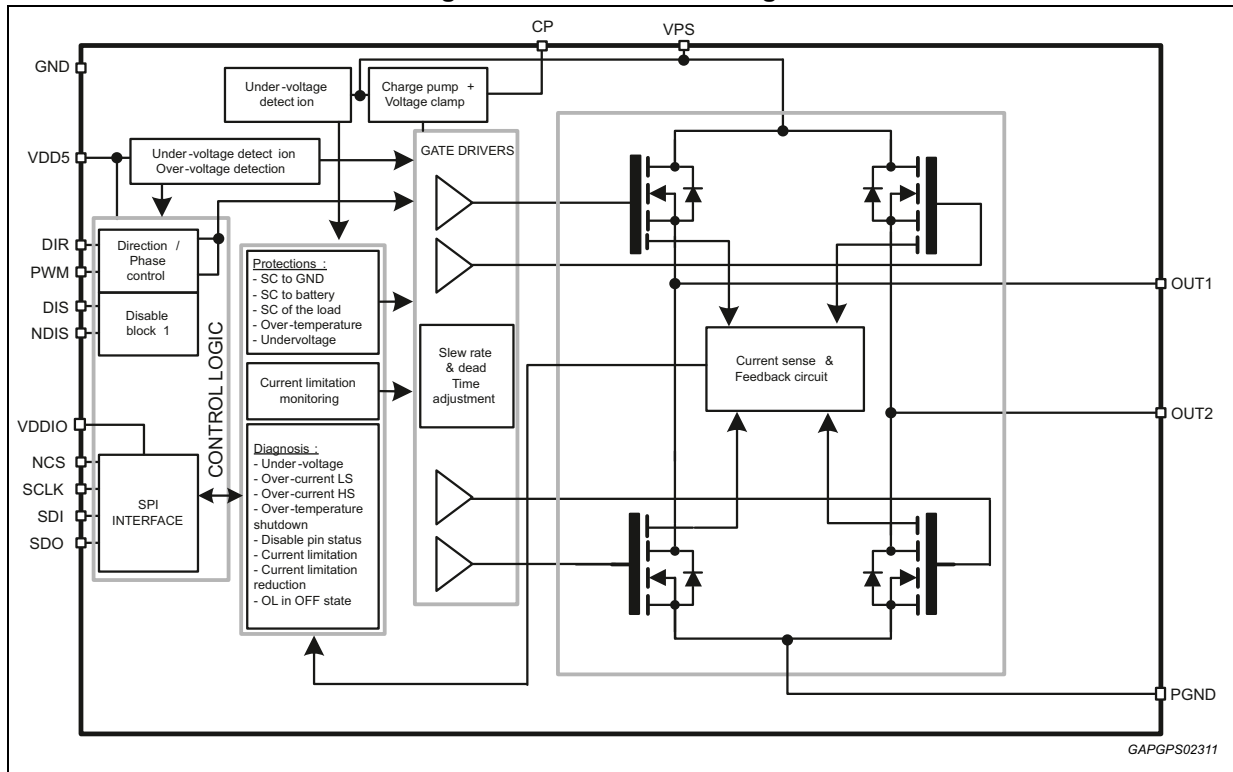 CP
VPS
GND
Under-voltage
detect ion
Charge pump +
Voltage clamp
VDD5
Under-voltage detect ion
Over-voltage detection
GATE DRIVERS
DIR
PWM
DIS
NDIS
Direction /
Phase
control
Disable
block 1
CONTROL LOGIC
Protections :
- SC to GND
- SC to battery
- SC of the load
- Over-temperature
- Undervoltage
Current limitation
monitoring
Slew rate
& dead
Time
adjustment
Current sense &
Feedback circuit
OUT1
OUT2
VDDIO
NCS
SCLK
SDI
SDO
SPI
INTERFACE
Diagnosis :
- Under-voltage
- Over-current LS
- Over-current HS
- Over-temperature
shutdown
- Disable pin status
- Current limitation
- Current limitation
reduction
- OL in OFF state
PGND
GAPGPS02311